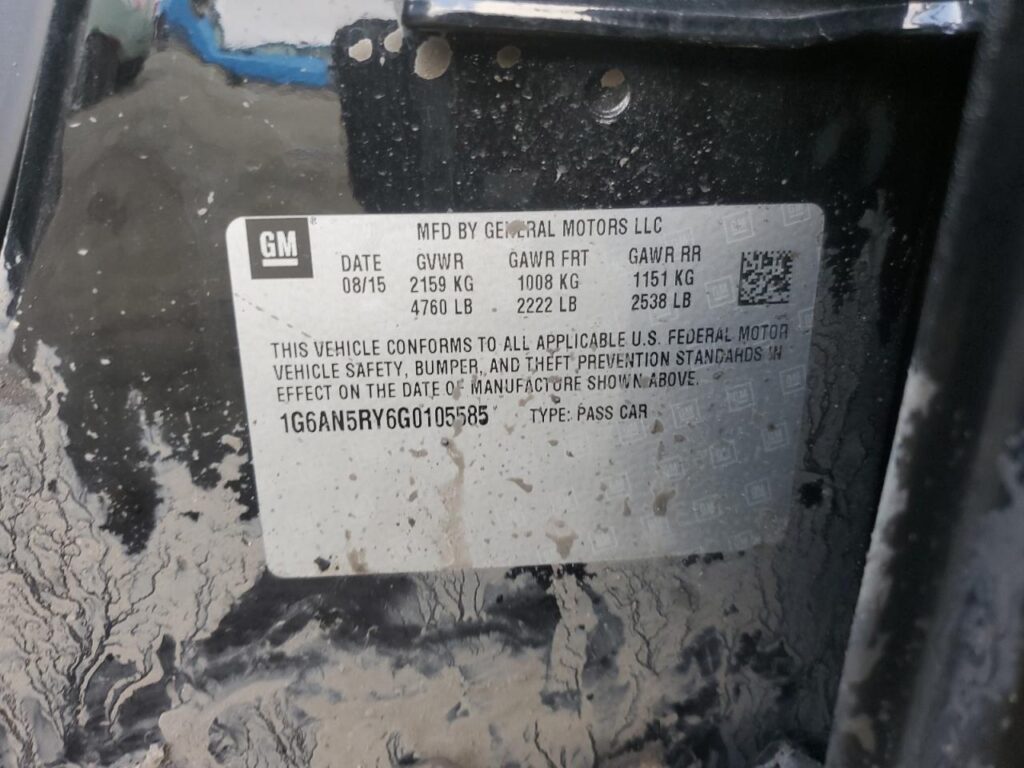 GM
MFD BY GENERAL MOTORS LLC
DATE GVWR GAWR FRT GAWR RR
08/15 2159 KG 1008 KG 1151 KG
4760 LB 2222 LB 2538 LB
THIS VEHICLE CONFORMS TO ALL APPLICABLE U.S. FEDERAL MOTOR
VEHICLE SAFETY, BUMPER, AND THEFT PREVENTION STANDARDS IN
EFFECT ON THE DATE OF MANUFACTURE SHOWN ABOVE.
1G6AN5RY6G0105585 TYPE: PASS CAR